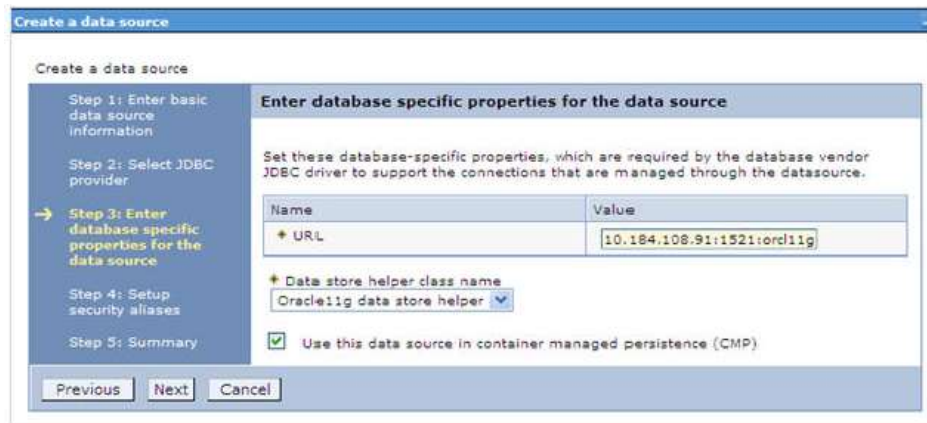 Create a data source
Create a data source
Step 1: Enter basic
data source
information
Step 2: Select JDBC
provider
Step 3: Enter
database specific
properties for the
data source
Step 4: Setup
security aliases
Step 5: Summary
Enter database specific properties for the data source
Set these database-specific properties, which are required by the database vendor
JDBC driver to support the connections that are managed through the datasource.
Name Value
URL 10.184.108.91:1521:orcl11g
Data store helper class name
Oracle11g data store helper
Use this data source in container managed persistence (CMP)
Previous Next Cancel